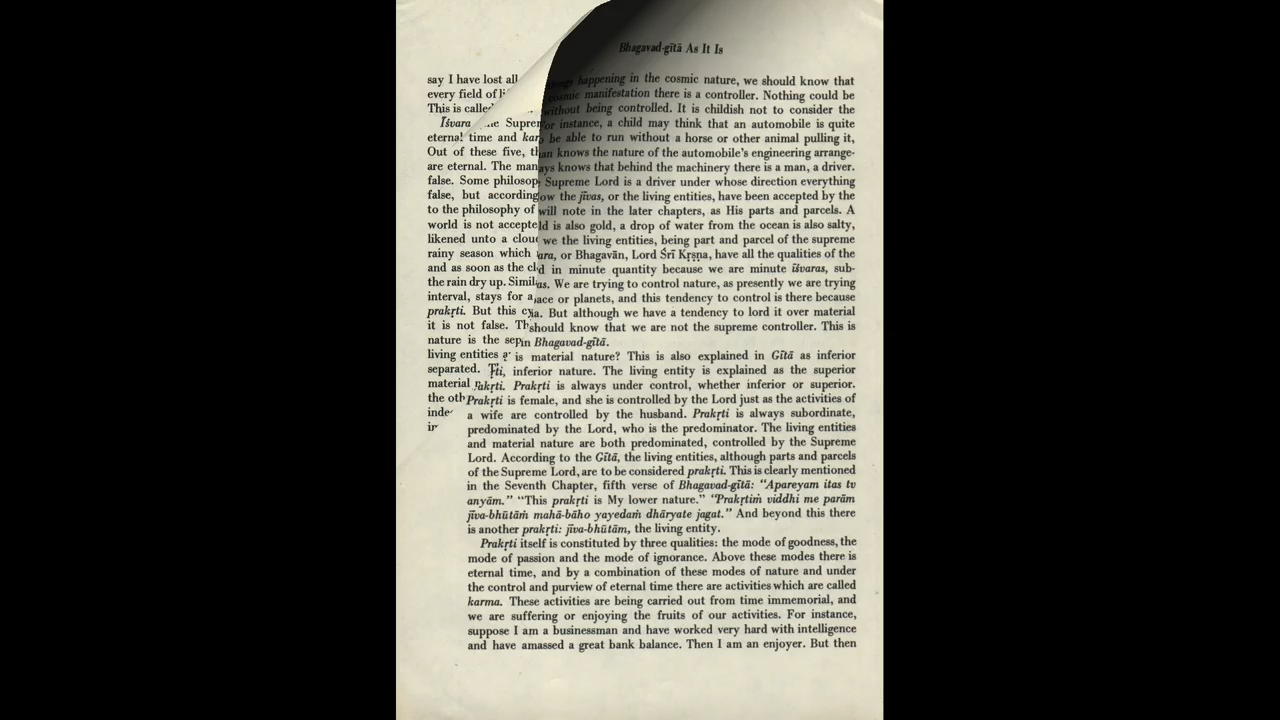 Bhagavad-gītā As It Is
say I have lost all
every field of
This is called
Īśvara Supre
eternal time and
Out of these five,
are eternal. The man
false. Some philosop
false, but according
to the philosophy of
world is not accepte
likened unto a clou
rainy season which
and as soon as the
the rain dry up.
interval, stays for a
prakṛti. But this
it is not false.
nature is the
living entities
separated.
material
the
happening in the cosmic nature, we should know that
cosmic manifestation there is a controller. Nothing could be
without being controlled. It is childish not to consider the
for instance, a child may think that an automobile is quite
be able to run without a horse or other animal pulling it,
knows the nature of the automobile's engineering arrange-
knows that behind the machinery there is a man, a driver.
Supreme Lord is a driver under whose direction everything
the jīvas, or the living entities, have been accepted by the
will note in the later chapters, as His parts and parcels. A
is also gold, a drop of water from the ocean is also salty,
we the living entities, being part and parcel of the supreme
or Bhagavān, Lord Śrī Kṛṣṇa, have all the qualities of the
in minute quantity because we are minute īśvaras, sub-
We are trying to control nature, as presently we are trying
or planets, and this tendency to control is there because
But although we have a tendency to lord it over material
should know that we are not the supreme controller. This is
in Bhagavad-gītā.
is material nature? This is also explained in Gītā as inferior
inferior nature. The living entity is explained as the superior
Prakṛti is always under control, whether inferior or superior.
Prakṛti is female, and she is controlled by the Lord just as the activities of
a wife are controlled by the husband. Prakṛti is always subordinate,
predominated by the Lord, who is the predominator. The living entities
and material nature are both predominated, controlled by the Supreme
Lord. According to the Gītā, the living entities, although parts and parcels
of the Supreme Lord, are to be considered prakṛti. This is clearly mentioned
in the Seventh Chapter, fifth verse of Bhagavad-gītā: "Apareyam itas tv
anyām." "This prakṛti is My lower nature." "Prakṛtiṁ viddhi me parām
jīva-bhūtāṁ mahā-bāho yayedaṁ dhāryate jagat." And beyond this there
is another prakṛti: jīva-bhūtām, the living entity.
Prakṛti itself is constituted by three qualities: the mode of goodness, the
mode of passion and the mode of ignorance. Above these modes there is
eternal time, and by a combination of these modes of nature and under
the control and purview of eternal time there are activities which are called
karma. These activities are being carried out from time immemorial, and
we are suffering or enjoying the fruits of our activities. For instance,
suppose I am a businessman and have worked very hard with intelligence
and have amassed a great bank balance. Then I am an enjoyer. But then